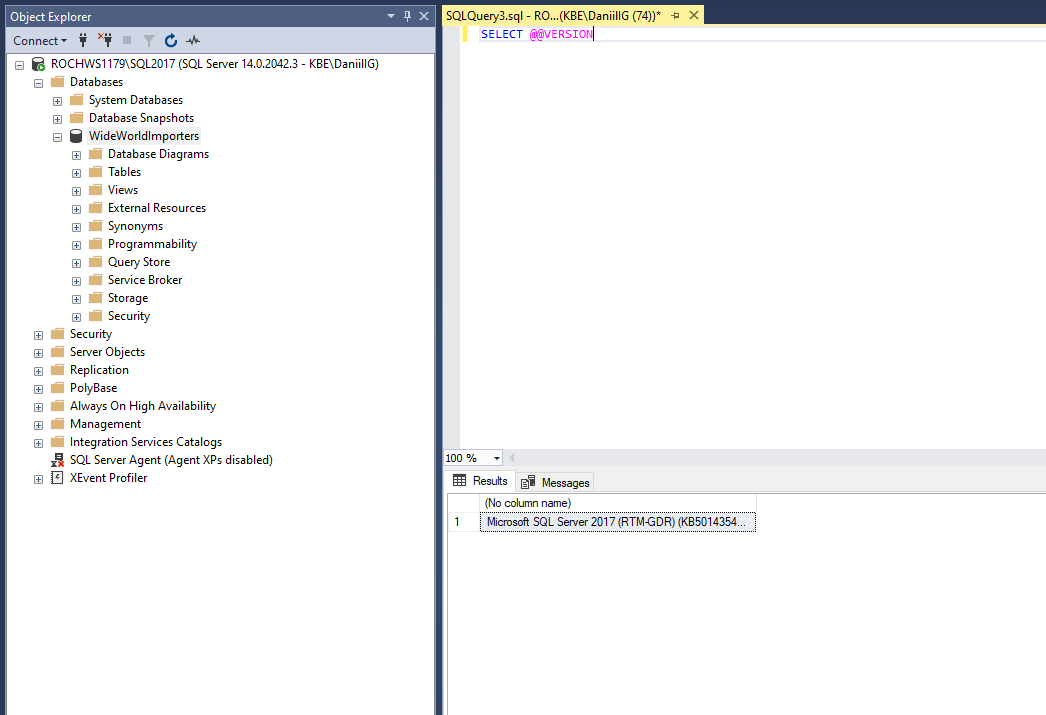 Object Explorer
Connect
ROCHWS1179\SQL2017 (SQL Server 14.0.2042.3 - KBE\DaniilG)
Databases
System Databases
Database Snapshots
WideWorldImporters
Database Diagrams
Tables
Views
External Resources
Synonyms
Programmability
Query Store
Service Broker
Storage
Security
Security
Server Objects
Replication
PolyBase
Always On High Availability
Management
Integration Services Catalogs
SQL Server Agent (Agent XPs disabled)
XEvent Profiler
SQLQuery3.sql - RO...(KBE\DaniilG (74))*
SELECT @@VERSION
100 %
Results
Messages
(No column name)
1 Microsoft SQL Server 2017 (RTM-GDR) (KB5014354...